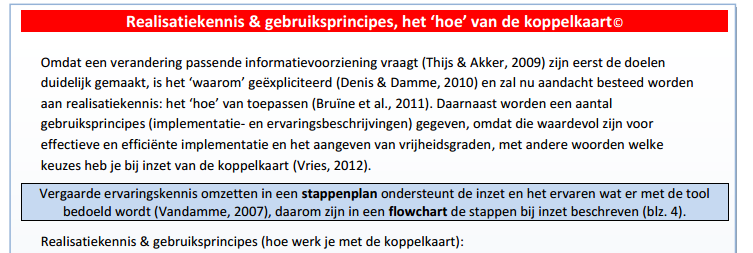 Realisatiekennis & gebruiksprincipes, het ‘hoe’ van de koppelkaart©
Omdat een verandering passende informatievoorziening vraagt (Thijs & Akker, 2009) zijn eerst de doelen
duidelijk gemaakt, is het ‘waarom’ geëxpliciteerd (Denis & Damme, 2010) en zal nu aandacht besteed worden
aan realisatiekennis: het ‘hoe’ van toepassen (Bruïne et al., 2011). Daarnaast worden een aantal
gebruiksprincipes (implementatie- en ervaringsbeschrijvingen) gegeven, omdat die waardevol zijn voor
effectieve en efficiënte implementatie en het aangeven van vrijheidsgraden, met andere woorden welke
keuzes heb je bij inzet van de koppelkaart (Vries, 2012).
Vergaarde ervaringskennis omzetten in een stappenplan ondersteunt de inzet en het ervaren wat er met de tool
bedoeld wordt (Vandamme, 2007), daarom zijn in een flowchart de stappen bij inzet beschreven (blz. 4).
Realisatiekennis & gebruiksprincipes (hoe werk je met de koppelkaart):